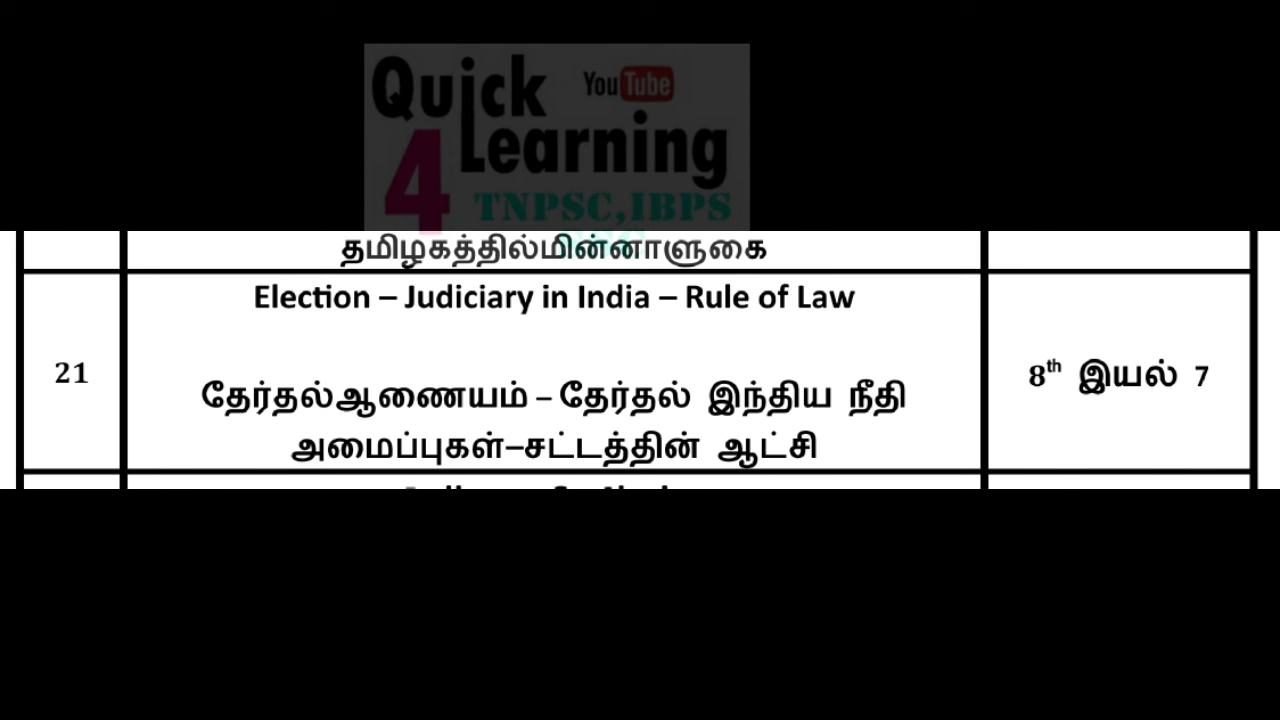 Quick YouTube
4 Learning
TNPSC,IBPS
தமிழகத்தில்மின்னாளுகை
Election – Judiciary in India – Rule of Law
21
8th இயல் 7
தேர்தல்ஆணையம் – தேர்தல் இந்திய நீதி
அமைப்புகள்–சட்டத்தின் ஆட்சி